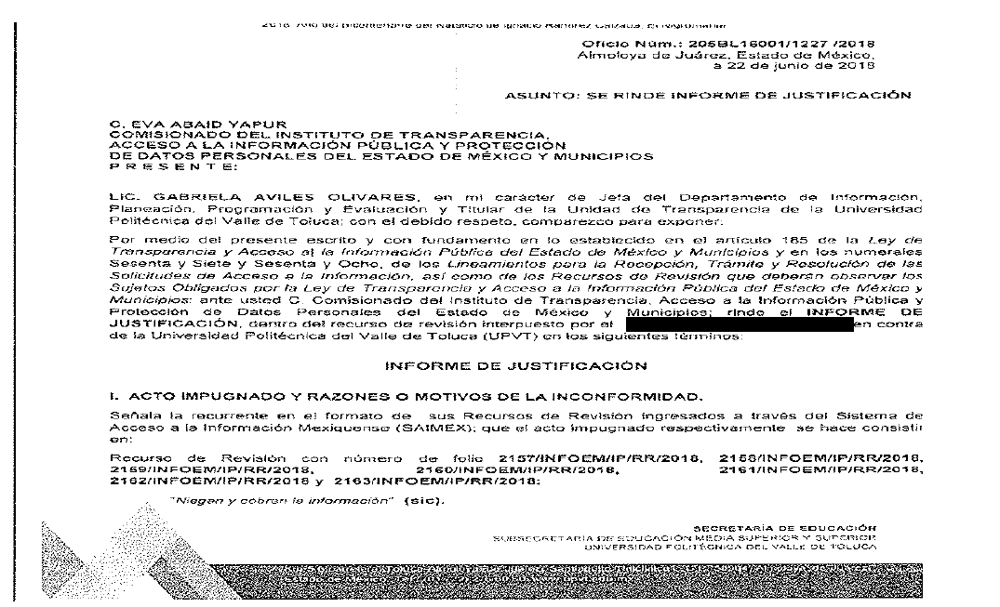 2018. Año del Bicentenario del Natalicio de Ignacio Ramírez Calzada, El Nigromante
Oficio Núm.: 205BL16001/1227 /2018
Almoloya de Juárez, Estado de México,
a 22 de junio de 2018
ASUNTO: SE RINDE INFORME DE JUSTIFICACIÓN
C. EVA ABAID YAPUR
COMISIONADO DEL INSTITUTO DE TRANSPARENCIA,
ACCESO A LA INFORMACIÓN PÚBLICA Y PROTECCIÓN
DE DATOS PERSONALES DEL ESTADO DE MÉXICO Y MUNICIPIOS
P R E S E N T E:
LIC. GABRIELA AVILES OLIVARES, en mi carácter de Jefa del Departamento de Información,
Planeación, Programación y Evaluación y Titular de la Unidad de Transparencia de la Universidad
Politécnica del Valle de Toluca; con el debido respeto, comparezco para exponer:
Por medio del presente escrito y con fundamento en lo establecido en el artículo 185 de la Ley de
Transparencia y Acceso al la Información Pública del Estado de México y Municipios y en los numerales
Sesenta y Siete y Sesenta y Ocho, de los Lineamientos para la Recepción, Trámite y Resolución de las
Solicitudes de Acceso a la Información, así como de los Recursos de Revisión que deberán observar los
Sujetos Obligados por la Ley de Transparencia y Acceso a la Información Pública del Estado de México y
Municipios: ante usted C. Comisionado del Instituto de Transparencia, Acceso a la Información Pública y
Protección de Datos Personales del Estado de México y Municipios; rindo el INFORME DE
JUSTIFICACIÓN, dentro del recurso de revisión interpuesto por el en contra
de la Universidad Politécnica del Valle de Toluca (UPVT) en los siguientes términos:
INFORME DE JUSTIFICACIÓN
I. ACTO IMPUGNADO Y RAZONES O MOTIVOS DE LA INCONFORMIDAD.
Señala la recurrente en el formato de sus Recursos de Revisión ingresados a través del Sistema de
Acceso a la Información Mexiquense (SAIMEX); que el acto impugnado respectivamente se hace consistir
en:
Recurso de Revisión con número de folio 2157/INFOEM/IP/RR/2018, 2158/INFOEM/IP/RR/2018,
2159/INFOEM/IP/RR/2018, 2160/INFOEM/IP/RR/2018, 2161/INFOEM/IP/RR/2018,
2162/INFOEM/IP/RR/2018 y 2163/INFOEM/IP/RR/2018:
"Niegan y cobran la información" (sic).
SECRETARÍA DE EDUCACIÓN
SUBSECRETARÍA DE EDUCACIÓN MEDIA SUPERIOR Y SUPERIOR
UNIVERSIDAD POLITÉCNICA DEL VALLE DE TOLUCA